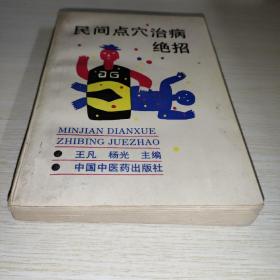 民间点穴治病
绝招
MINJIAN DIANXUE
ZHIBING JUEZHAO
● 王凡 杨光 主编
● 中国中医药出版社